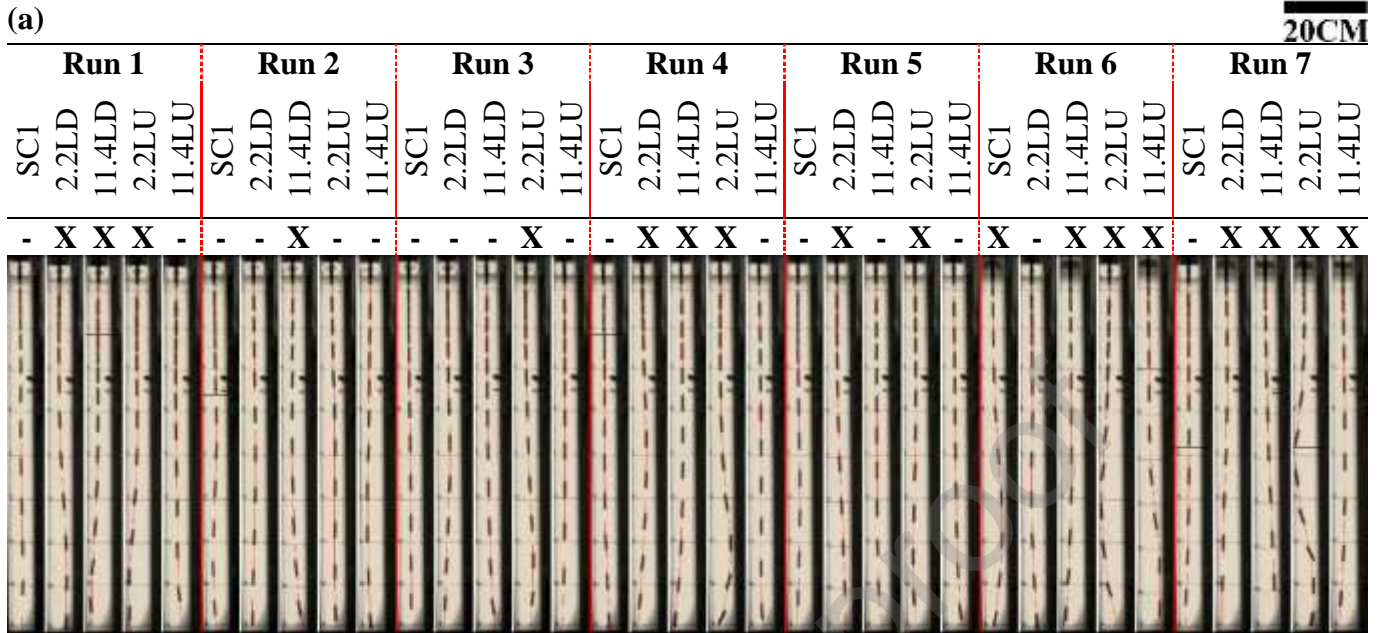 (a)
20CM
Run 1 Run 2 Run 3 Run 4 Run 5 Run 6 Run 7
SC1 2.2LD 11.4LD 2.2LU 11.4LU SC1 2.2LD 11.4LD 2.2LU 11.4LU SC1 2.2LD 11.4LD 2.2LU 11.4LU SC1 2.2LD 11.4LD 2.2LU 11.4LU SC1 2.2LD 11.4LD 2.2LU 11.4LU SC1 2.2LD 11.4LD 2.2LU 11.4LU SC1 2.2LD 11.4LD 2.2LU 11.4LU
- X X X - - - X - - - - - X - - X X X - - X - X - X - X X X - X X X X
proof